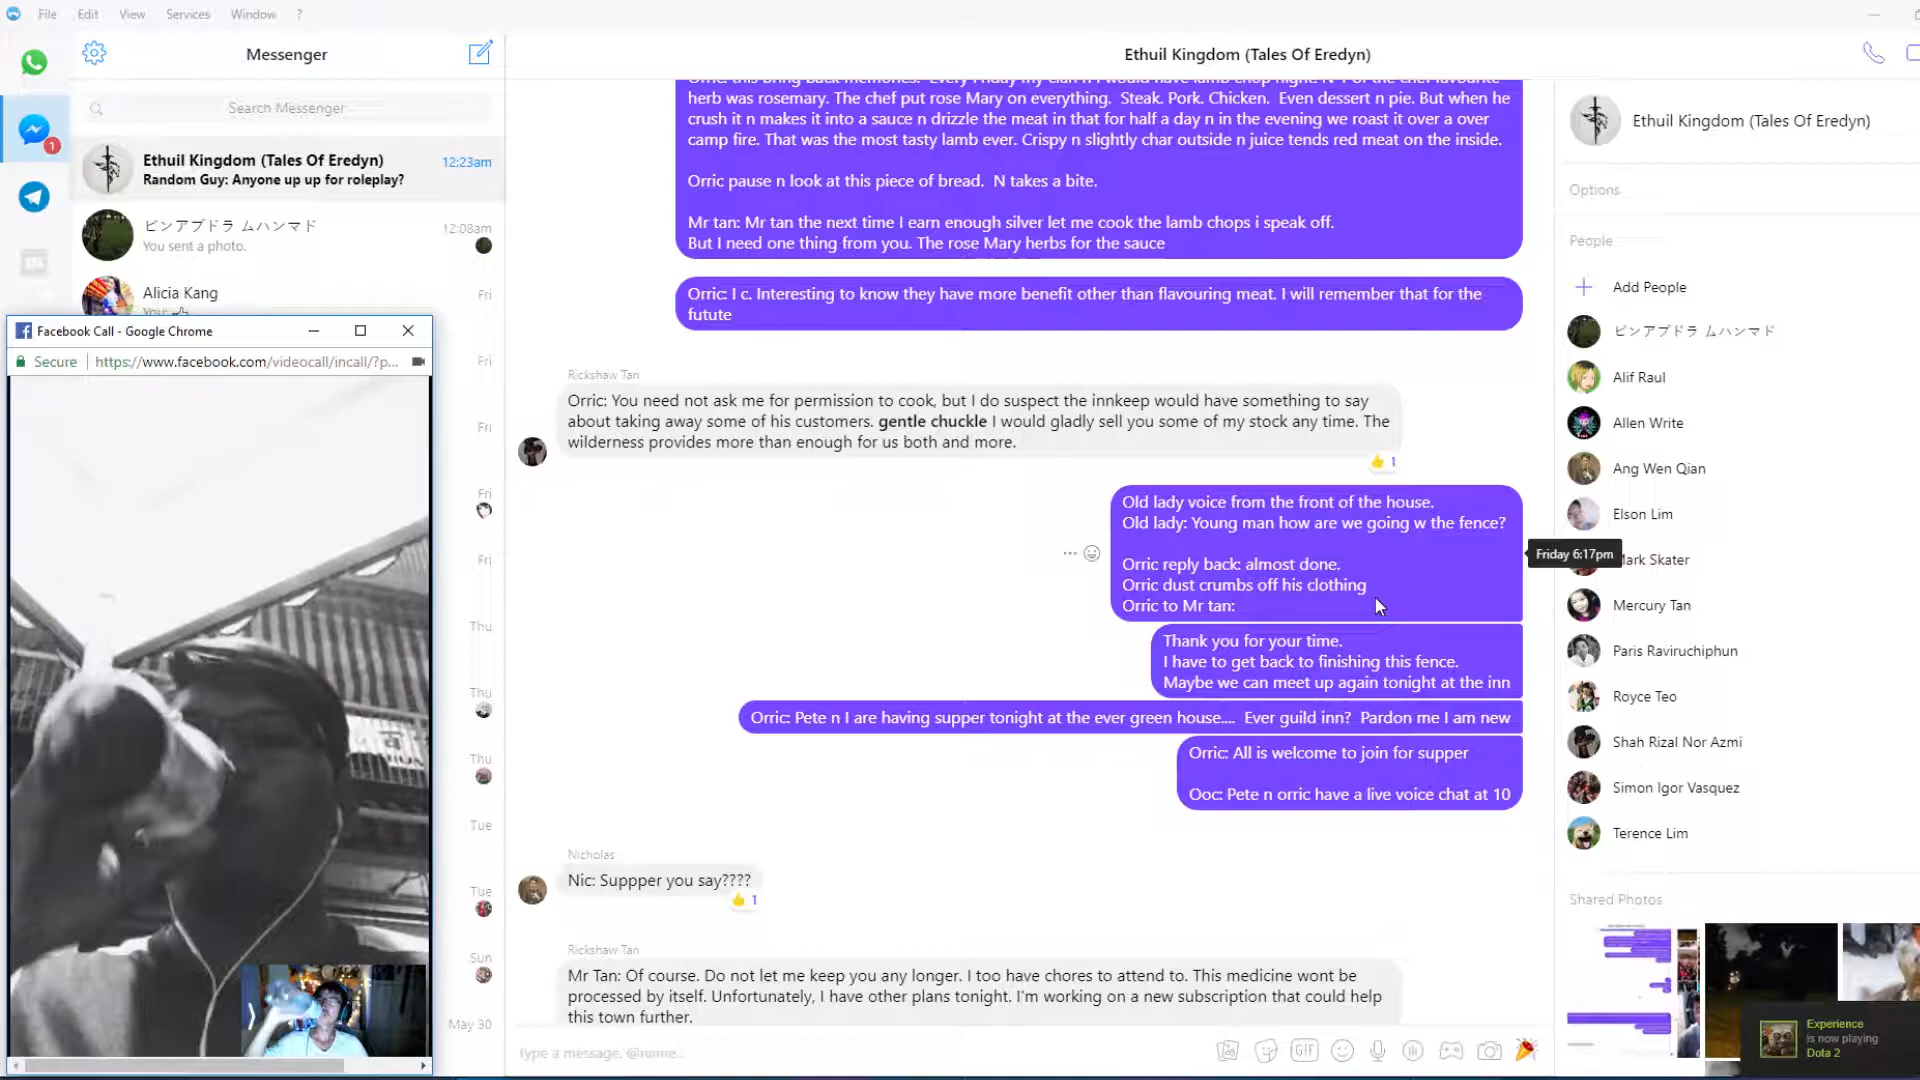 File Edit View Services Window ?
Messenger
Ethuil Kingdom (Tales Of Eredyn)
Search Messenger
Ethuil Kingdom (Tales Of Eredyn) 12:23am
Random Guy: Anyone up up for roleplay?
ビンアブドラ ムハンマド 12:08am
You sent a photo.
Alicia Kang Fri
Fri
Fri
Fri
Fri
Thu
Thu
Thu
Tue
Tue
Sun
May 30
Facebook Call - Google Chrome
Secure https://www.facebook.com/videocall/incall/?p...
herb was rosemary. The chef put rose Mary on everything. Steak. Pork. Chicken. Even dessert n pie. But when he
crush it n makes it into a sauce n drizzle the meat in that for half a day n in the evening we roast it over a over
camp fire. That was the most tasty lamb ever. Crispy n slightly char outside n juice tends red meat on the inside.
Orric pause n look at this piece of bread. N takes a bite.
Mr tan: Mr tan the next time I earn enough silver let me cook the lamb chops i speak off.
But I need one thing from you. The rose Mary herbs for the sauce
Orric: I c. Interesting to know they have more benefit other than flavouring meat. I will remember that for the
futute
Rickshaw Tan
Orric: You need not ask me for permission to cook, but I do suspect the innkeep would have something to say
about taking away some of his customers. gentle chuckle I would gladly sell you some of my stock any time. The
wilderness provides more than enough for us both and more.
1
Old lady voice from the front of the house.
Old lady: Young man how are we going w the fence?
Orric reply back: almost done.
Orric dust crumbs off his clothing
Orric to Mr tan:
Friday 6:17pm
Thank you for your time.
I have to get back to finishing this fence.
Maybe we can meet up again tonight at the inn
Orric: Pete n I are having supper tonight at the ever green house.... Ever guild inn? Pardon me I am new
Orric: All is welcome to join for supper
Ooc: Pete n orric have a live voice chat at 10
Nicholas
Nic: Suppper you say????
1
Rickshaw Tan
Mr Tan: Of course. Do not let me keep you any longer. I too have chores to attend to. This medicine wont be
processed by itself. Unfortunately, I have other plans tonight. I'm working on a new subscription that could help
this town further.
Type a message, @name...
GIF
Ethuil Kingdom (Tales Of Eredyn)
Options
People
Add People
ビンアブドラ ムハンマド
Alif Raul
Allen Write
Ang Wen Qian
Elson Lim
Mark Skater
Mercury Tan
Paris Raviruchiphun
Royce Teo
Shah Rizal Nor Azmi
Simon Igor Vasquez
Terence Lim
Shared Photos
Experience
is now playing
Dota 2